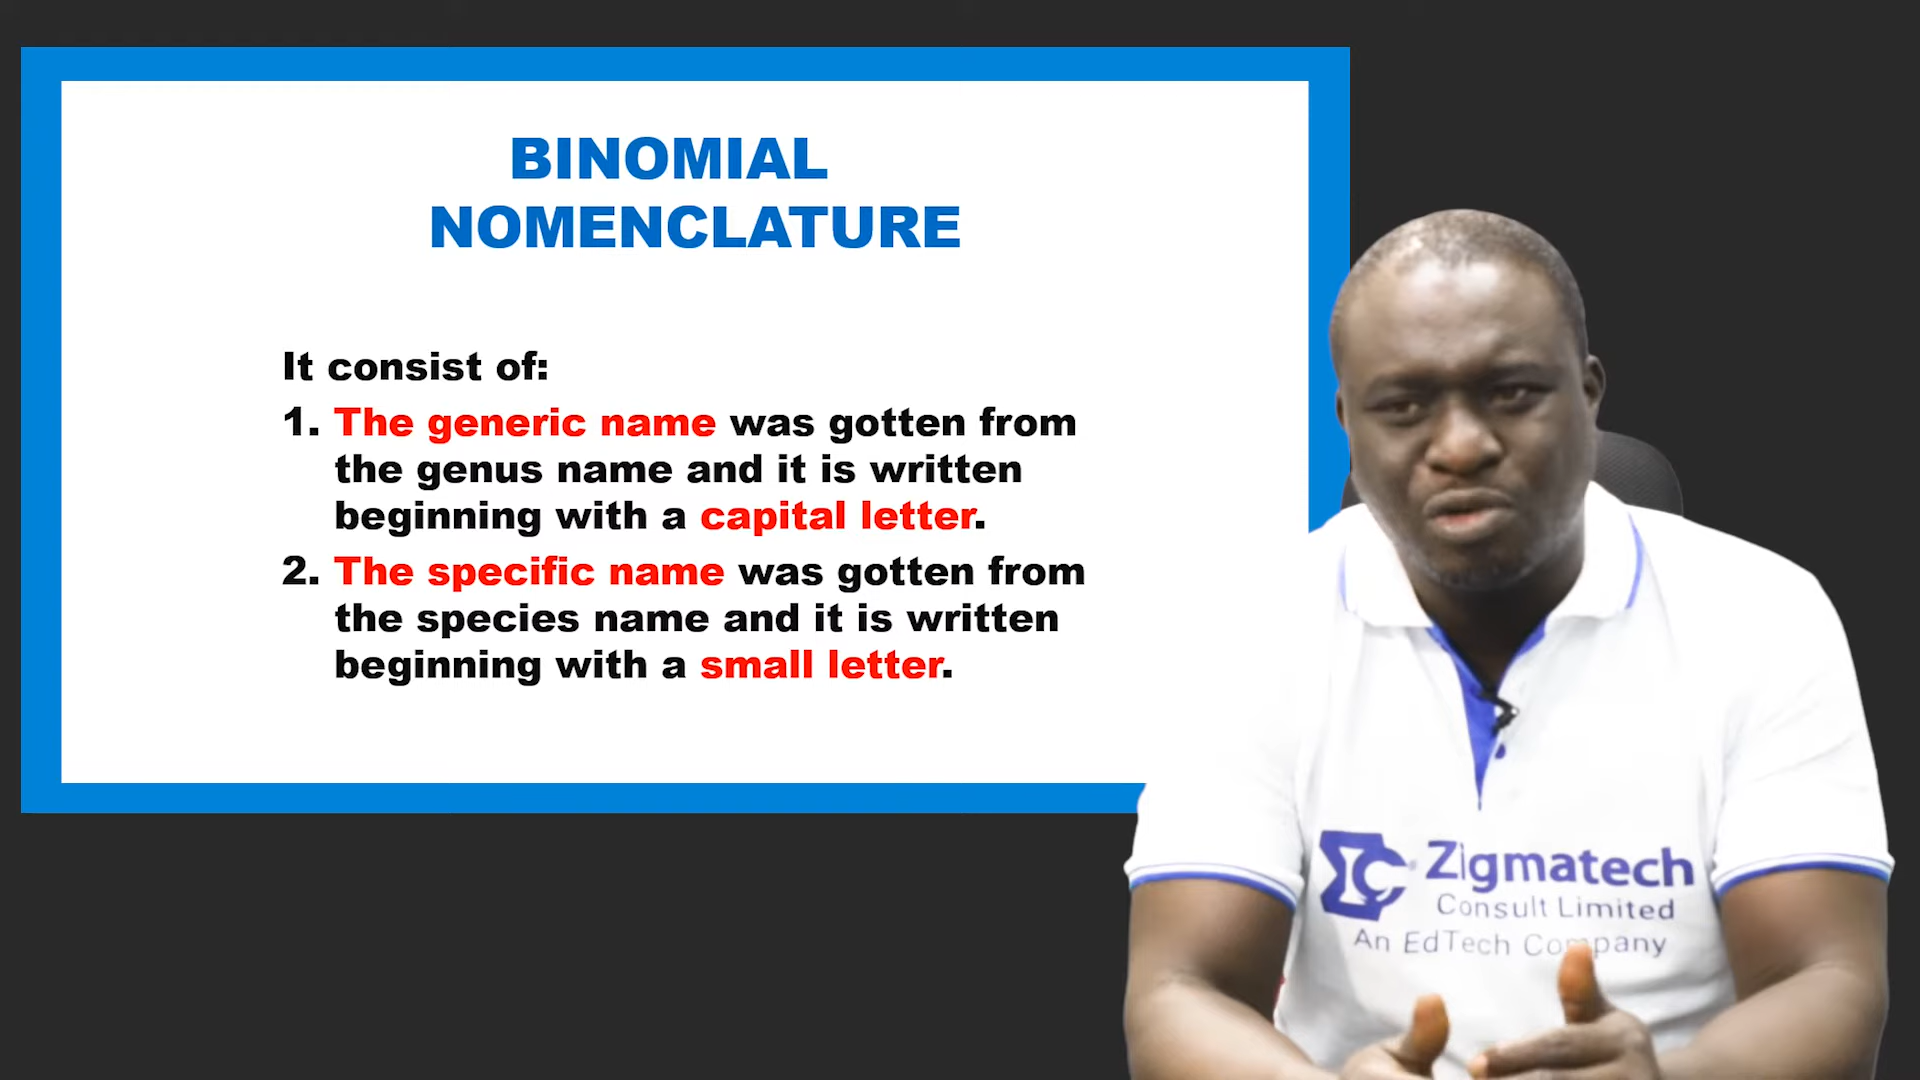 BINOMIAL
NOMENCLATURE
It consist of:
1. The generic name was gotten from
the genus name and it is written
beginning with a capital letter.
2. The specific name was gotten from
the species name and it is written
beginning with a small letter.
Zigmatech
Consult Limited
An EdTech Company